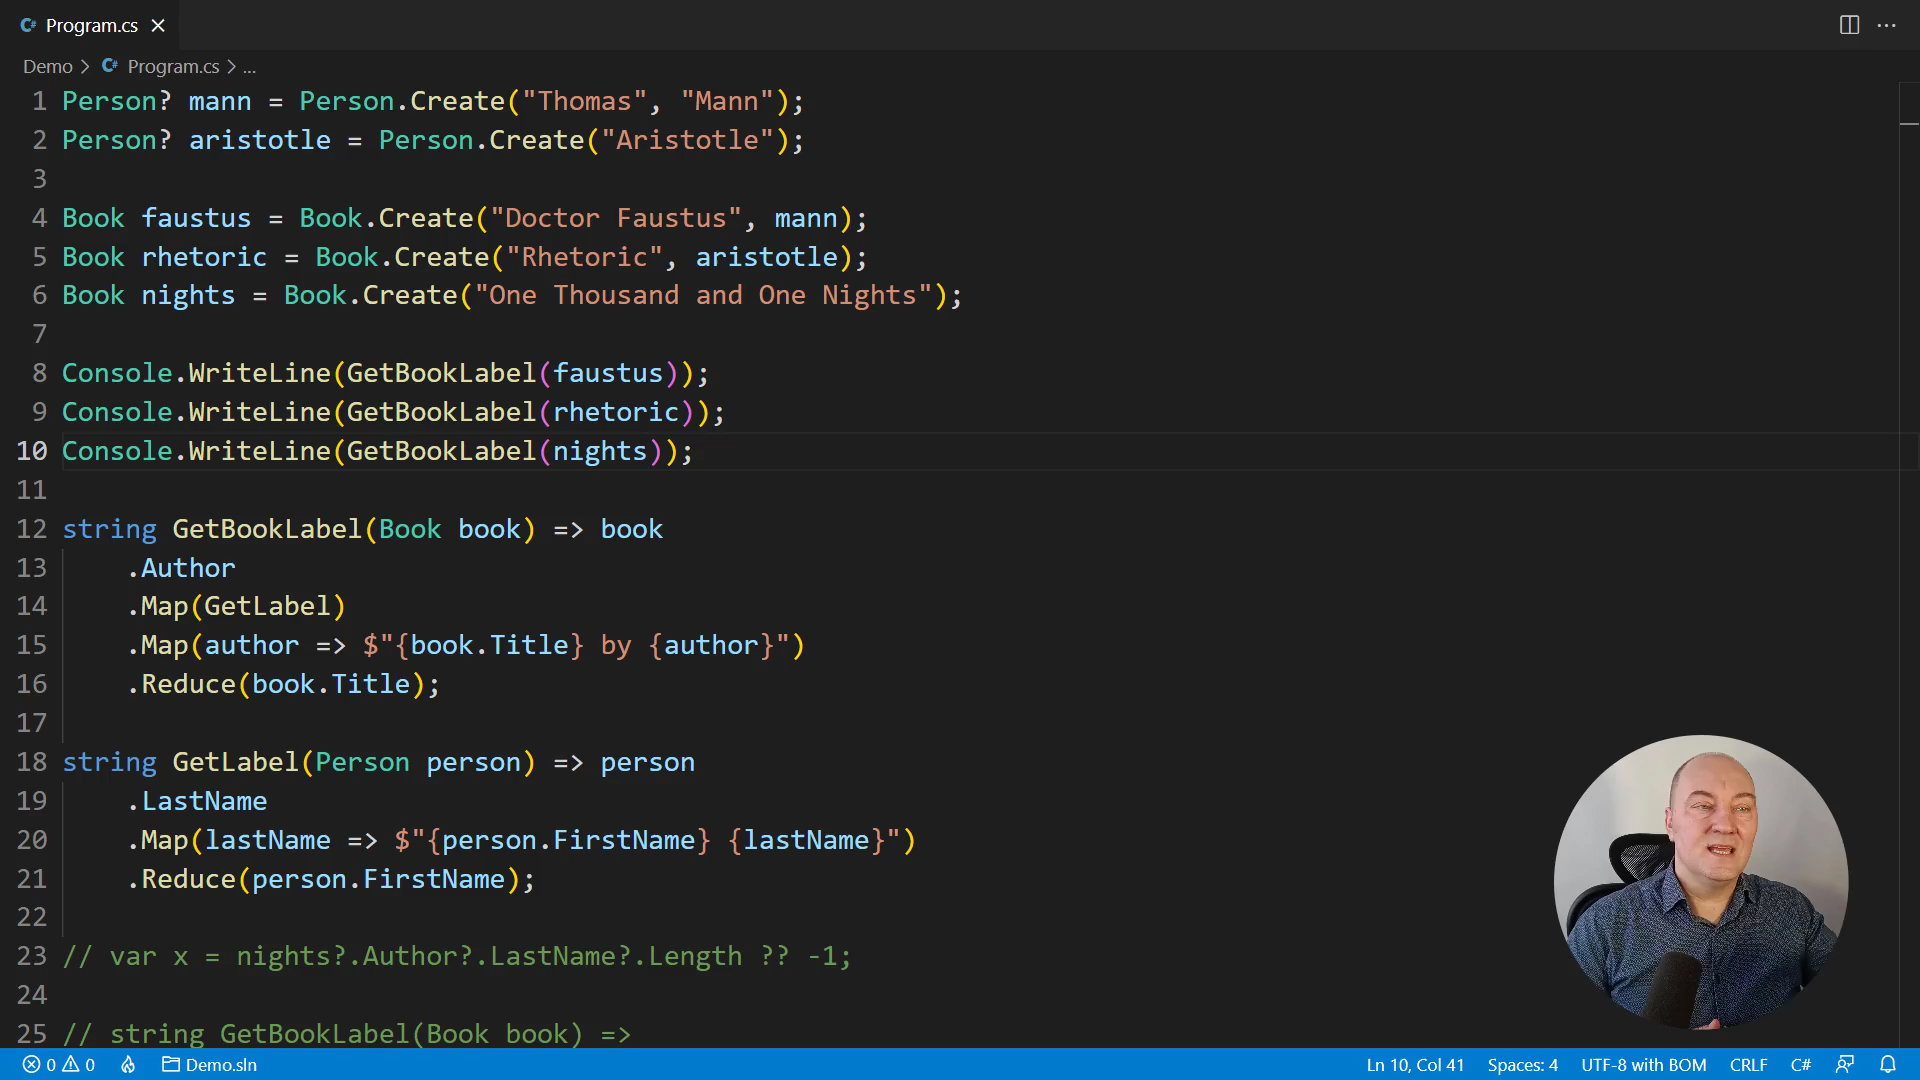 Program.cs
Demo > Program.cs > ...
1 Person? mann = Person.Create("Thomas", "Mann");
2 Person? aristotle = Person.Create("Aristotle");
3
4 Book faustus = Book.Create("Doctor Faustus", mann);
5 Book rhetoric = Book.Create("Rhetoric", aristotle);
6 Book nights = Book.Create("One Thousand and One Nights");
7
8 Console.WriteLine(GetBookLabel(faustus));
9 Console.WriteLine(GetBookLabel(rhetoric));
10 Console.WriteLine(GetBookLabel(nights));
11
12 string GetBookLabel(Book book) => book
13     .Author
14     .Map(GetLabel)
15     .Map(author => $"{book.Title} by {author}")
16     .Reduce(book.Title);
17
18 string GetLabel(Person person) => person
19     .LastName
20     .Map(lastName => $"{person.FirstName} {lastName}")
21     .Reduce(person.FirstName);
22
23 // var x = nights?.Author?.LastName?.Length ?? -1;
24
25 // string GetBookLabel(Book book) =>
0 0 Demo.sln Ln 10, Col 41 Spaces: 4 UTF-8 with BOM CRLF C#